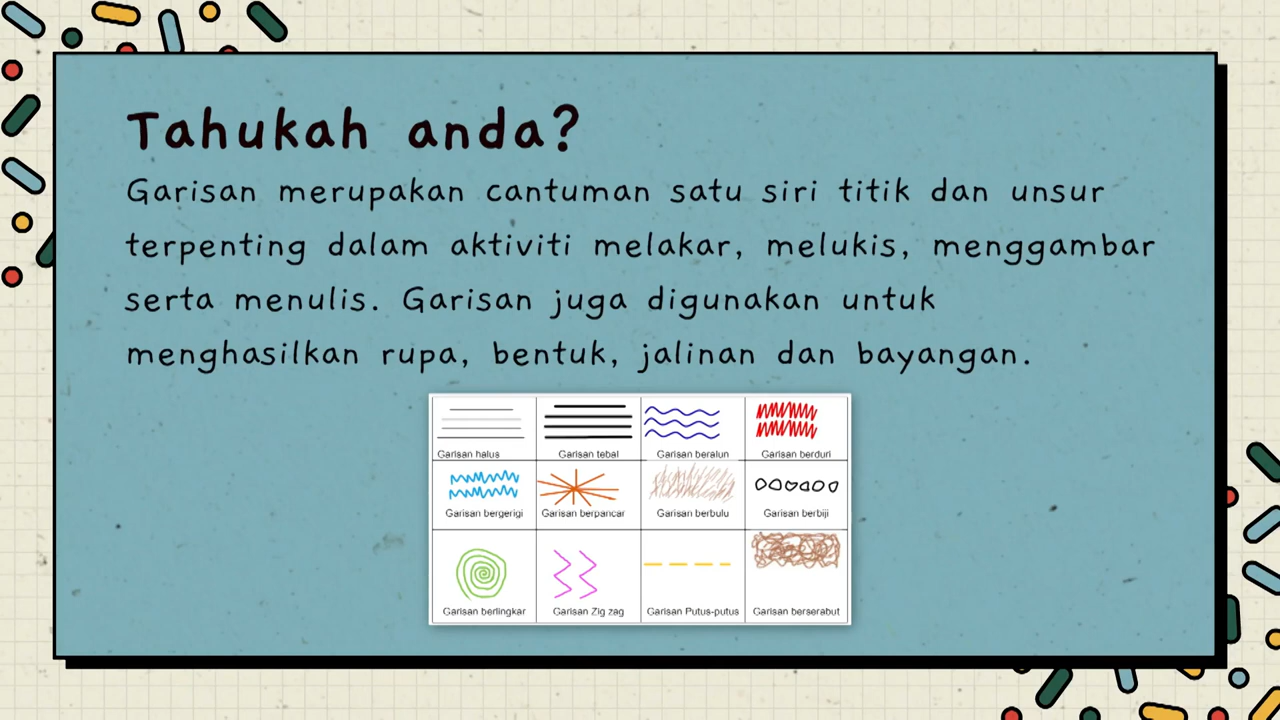 Tahukah anda?
Garisan merupakan cantuman satu siri titik dan unsur
terpenting dalam aktiviti melakar, melukis, menggambar
serta menulis. Garisan juga digunakan untuk
menghasilkan rupa, bentuk, jalinan dan bayangan.
Garisan halus
Garisan tebal
Garisan beralun
Garisan berduri
Garisan bergerigi
Garisan berpancar
Garisan berbulu
Garisan berbiji
Garisan berlingkar
Garisan Zig zag
Garisan Putus-putus
Garisan berserabut